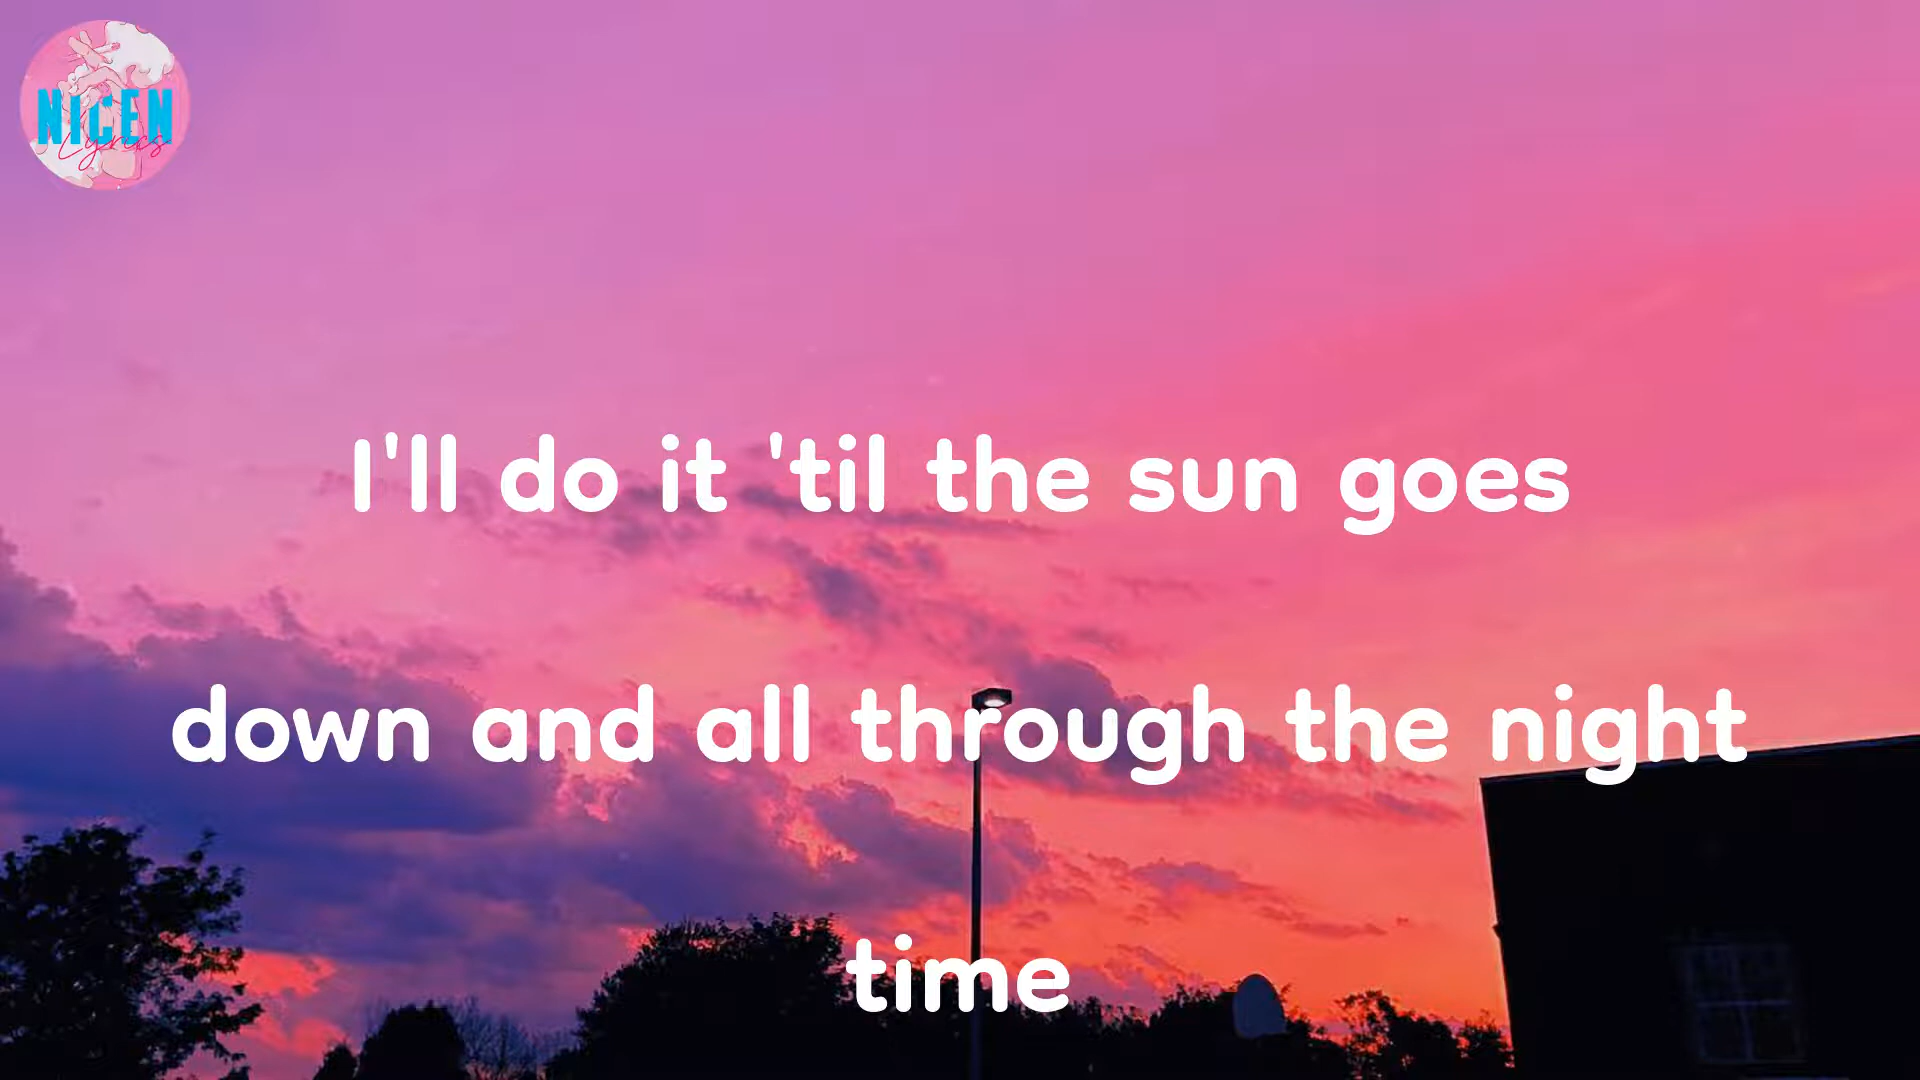 NICEN
Lyrics
I'll do it 'til the sun goes
down and all through the night
time